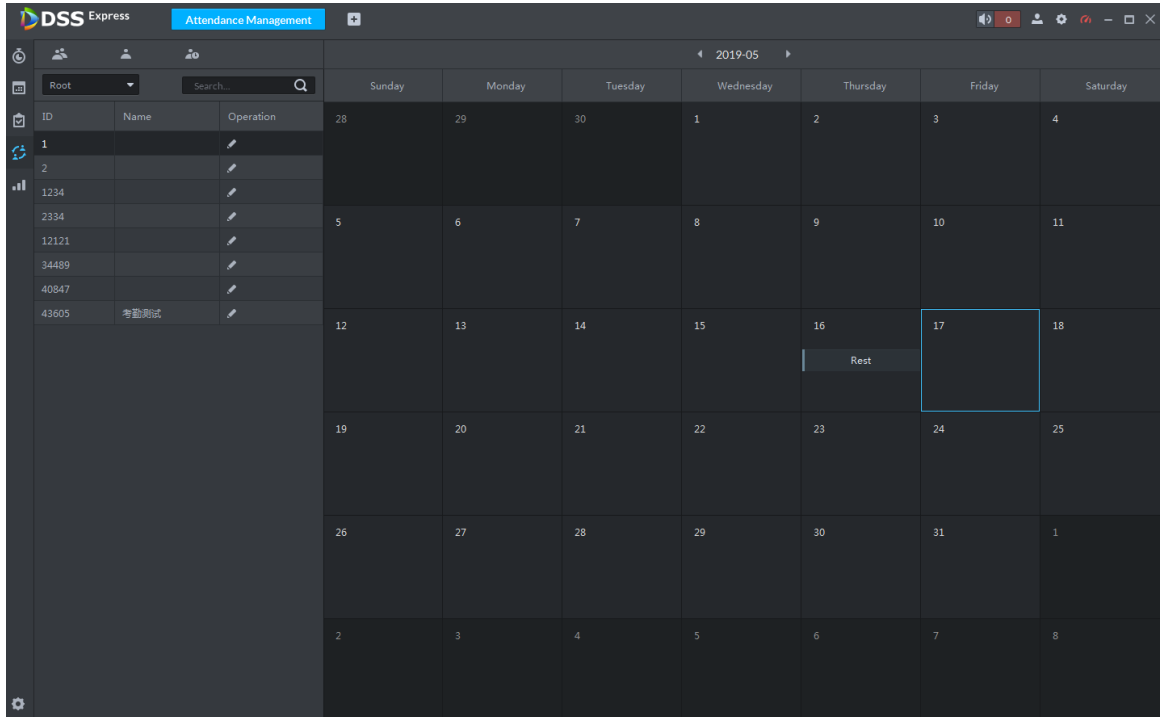 DSS Express Attendance Management 0
2019-05
Root Search...
Sunday Monday Tuesday Wednesday Thursday Friday Saturday
ID Name Operation
28 29 30 1 2 3 4
1
2
1234
2334
5 6 7 8 9 10 11
12121
34489
40847
43605 考勤测试
12 13 14 15 16 17 18
Rest
19 20 21 22 23 24 25
26 27 28 29 30 31 1
2 3 4 5 6 7 8